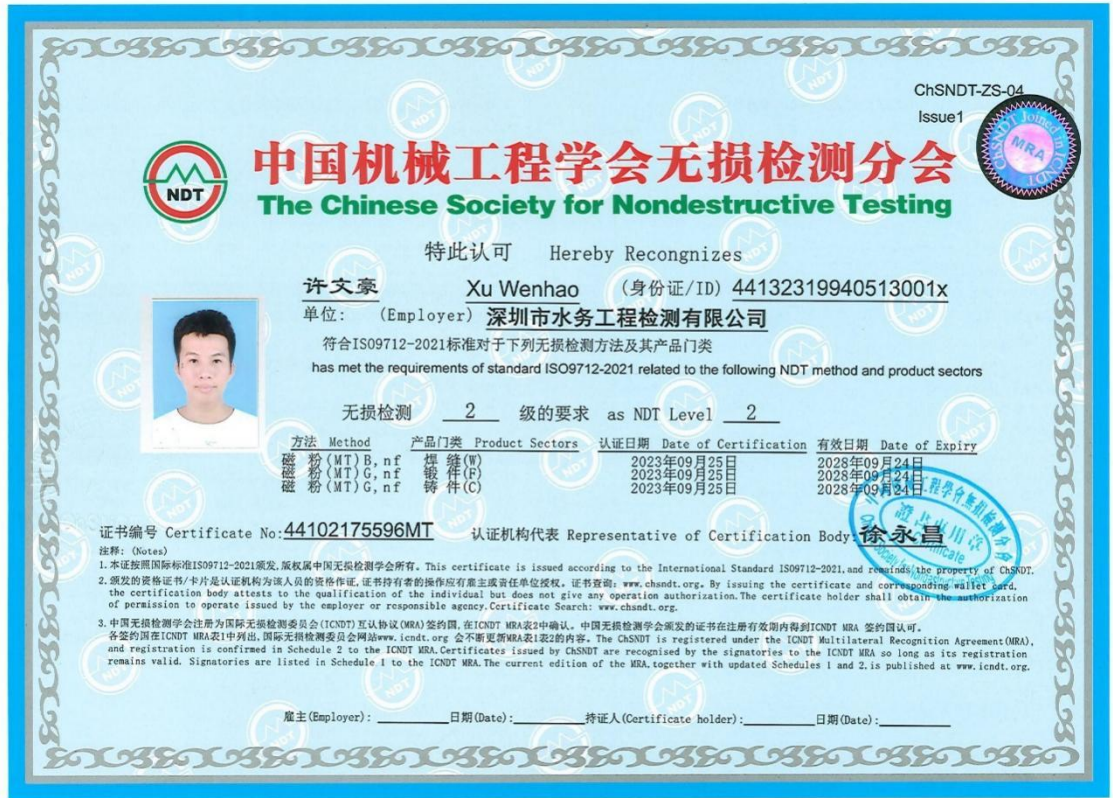 ChSNDT-ZS-04
Issue1
ChSNDT Joined in ICNDT
MRA
NDT
中国机械工程学会无损检测分会
The Chinese Society for Nondestructive Testing
特此认可 Hereby Recongnizes
许文豪 Xu Wenhao (身份证/ID) 44132319940513001x
单位: (Employer) 深圳市水务工程检测有限公司
符合ISO9712-2021标准对于下列无损检测方法及其产品门类
has met the requirements of standard ISO9712-2021 related to the following NDT method and product sectors
无损检测 2 级的要求 as NDT Level 2
方法 Method 产品门类 Product Sectors 认证日期 Date of Certification 有效日期 Date of Expiry
磁 粉(MT)B,nf 焊 缝(W) 2023年09月25日 2028年09月24日
磁 粉(MT)G,nf 锻 件(F) 2023年09月25日 2028年09月24日
磁 粉(MT)G,nf 铸 件(C) 2023年09月25日 2028年09月24日
证书编号 Certificate No:44102175596MT 认证机构代表 Representative of Certification Body:徐永昌
注释: (Notes)
1.本证按照国际标准ISO9712-2021颁发,版权属中国无损检测学会所有. This certificate is issued according to the International Standard ISO9712-2021,and remainds the property of ChSNDT.
2.颁发的资格证书/卡片是认证机构为该人员的资格作证,证书持有者的操作应有雇主或责任单位授权. 证书查询: www.chsndt.org. By issuing the certificate and corresponding wallet card,
the certification body attests to the qualification of the individual but does not give any operation authorization.The certificate holder shall obtain the authorization
of permission to operate issued by the employer or responsible agency.Certificate Search: www.chsndt.org.
3.中国无损检测学会注册为国际无损检测委员会(ICNDT)互认协议(MRA)签约国,在ICNDT MRA表2中确认. 中国无损检测学会颁发的证书在注册有效期内得到ICNDT MRA 签约国认可.
各签约国在ICNDT MRA表1中列出,国际无损检测委员会网站www.icndt.org 会不断更新MRA表1表2的内容. The ChSNDT is registered under the ICNDT Multilateral Recognition Agreement(MRA),
and registration is confirmed in Schedule 2 to the ICNDT MRA.Certificates issued by ChSNDT are recognised by the signatories to the ICNDT MRA so long as its registration
remains valid. Signatories are listed in Schedule 1 to the ICNDT MRA.The current edition of the MRA,together with updated Schedules 1 and 2,is published at www.icndt.org.
雇主(Employer): 日期(Date): 持证人(Certificate holder): 日期(Date):